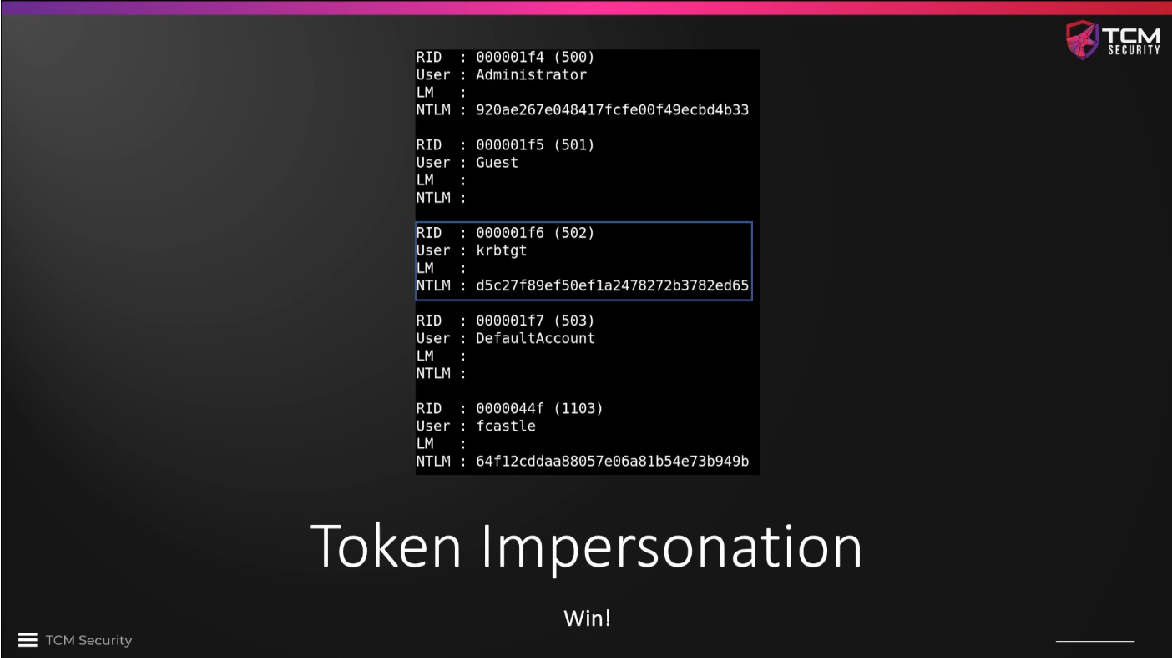 TCM
SECURITY
RID : 000001f4 (500)
User : Administrator
LM :
NTLM : 920ae267e048417fcfe00f49ecbd4b33
RID : 000001f5 (501)
User : Guest
LM :
NTLM :
RID : 000001f6 (502)
User : krbtgt
LM :
NTLM : d5c27f89ef50ef1a2478272b3782ed65
RID : 000001f7 (503)
User : DefaultAccount
LM :
NTLM :
RID : 0000044f (1103)
User : fcastle
LM :
NTLM : 64f12cddaa88057e06a81b54e73b949b
Token Impersonation
Win!
TCM Security